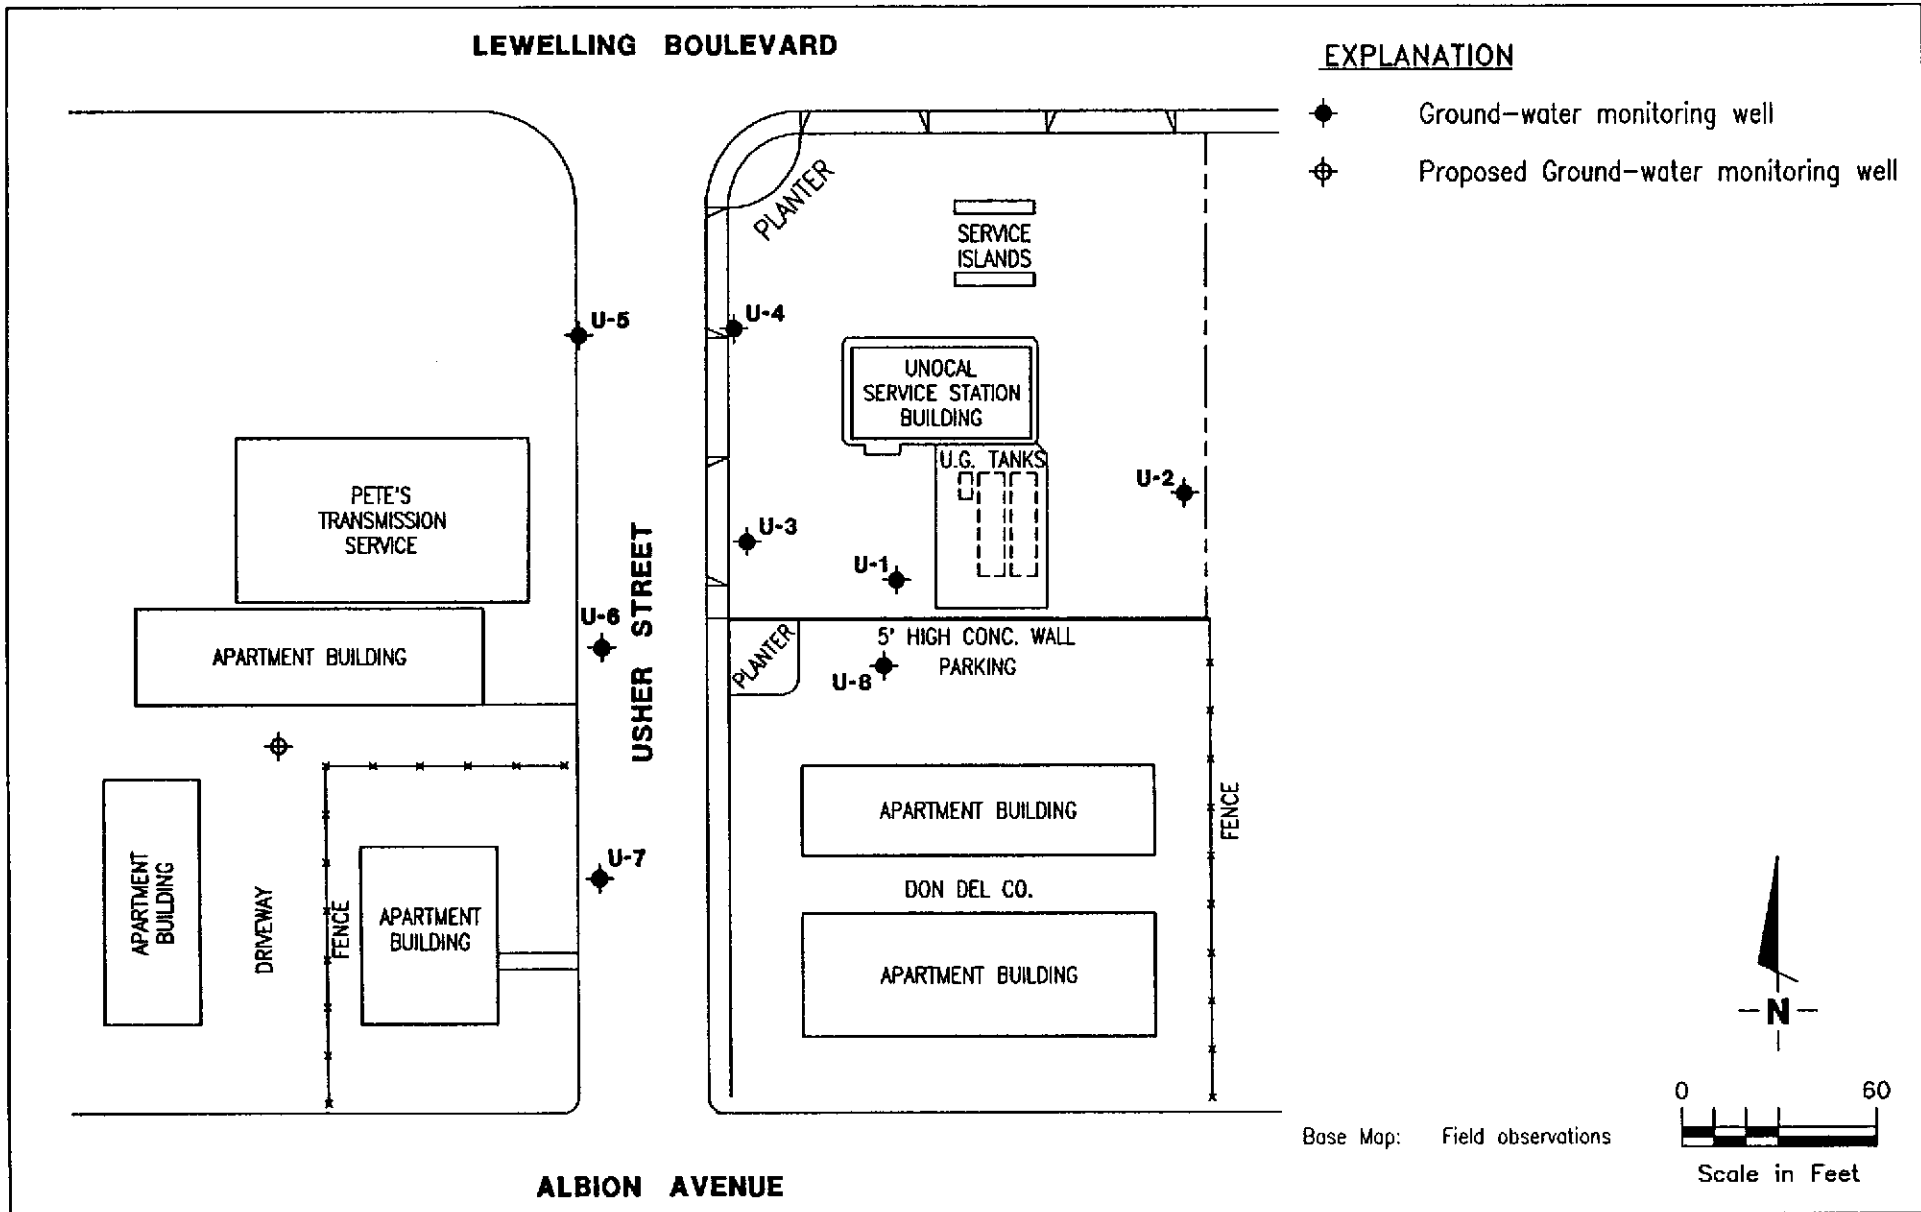 LEWELLING BOULEVARD
EXPLANATION
Ground-water monitoring well
Proposed Ground-water monitoring well
PLANTER
SERVICE
ISLANDS
U-5
U-4
UNOCAL
SERVICE STATION
BUILDING
U.G. TANKS
U-2
PETE'S
TRANSMISSION
SERVICE
U-3
U-1
USHER STREET
U-6
APARTMENT BUILDING
PLANTER
5' HIGH CONC. WALL
PARKING
U-8
APARTMENT BUILDING
FENCE
U-7
APARTMENT
BUILDING
DRIVEWAY
FENCE
APARTMENT
BUILDING
DON DEL CO.
APARTMENT BUILDING
N
0 60
Scale in Feet
Base Map: Field observations
ALBION AVENUE